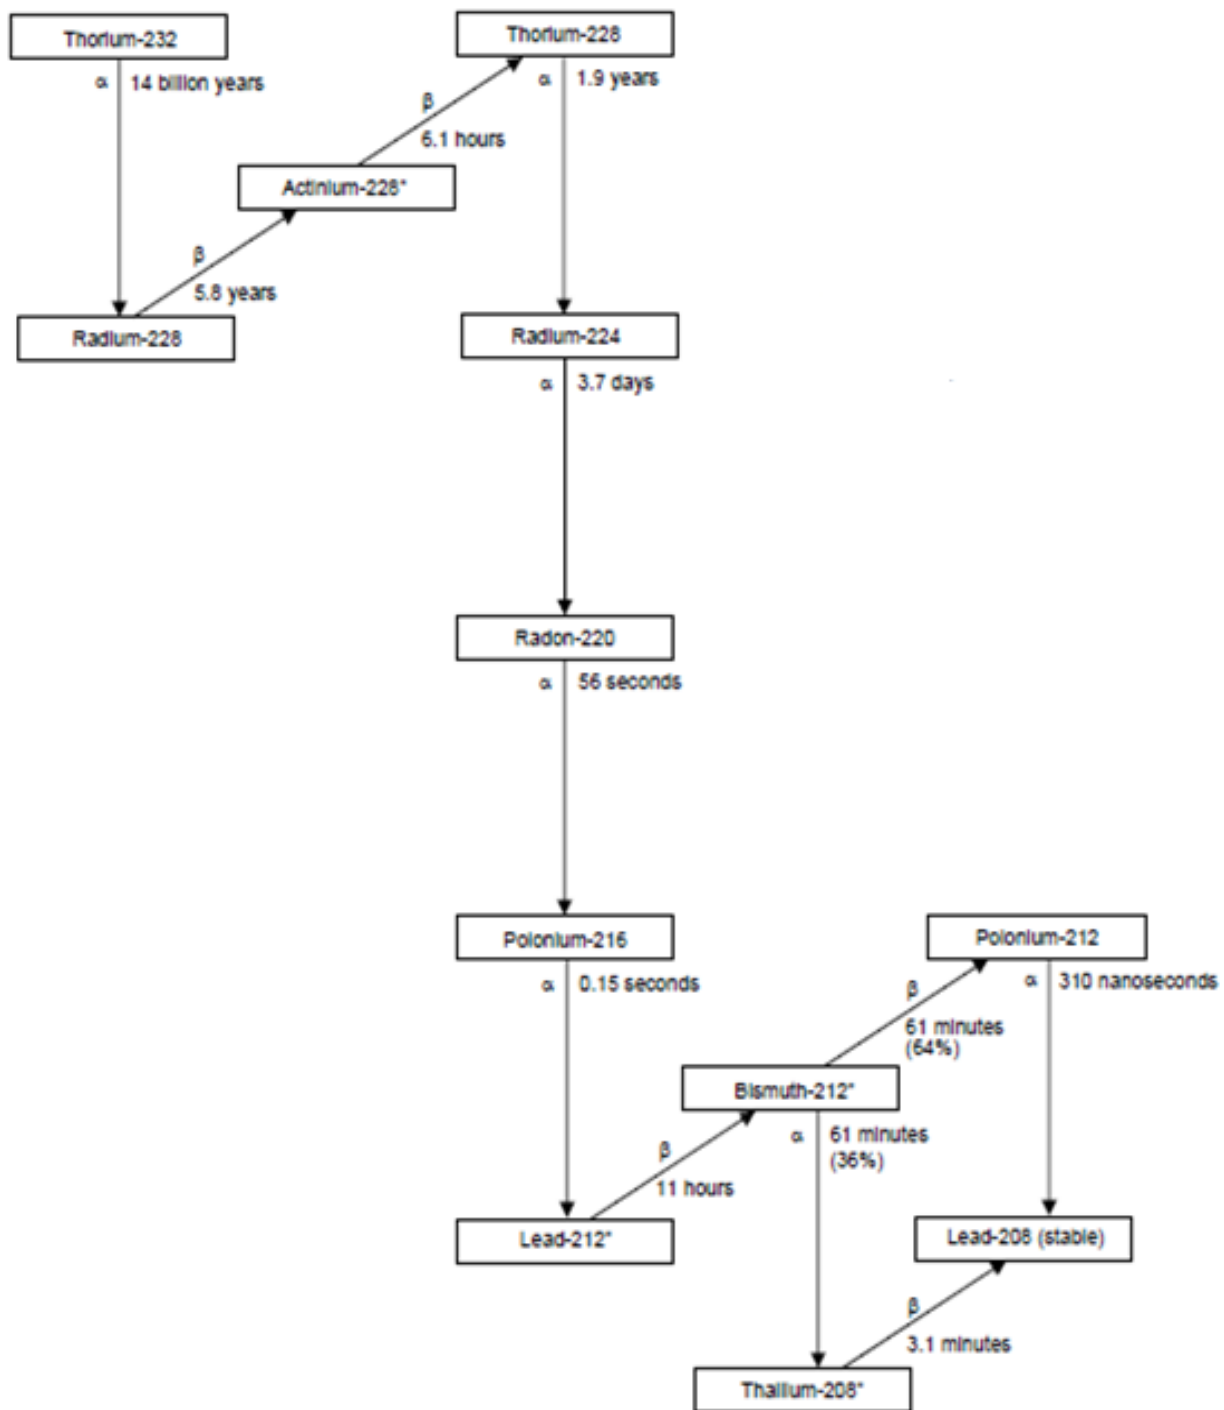 Thorium-232
α 14 billion years
Thorium-228
α 1.9 years
β
6.1 hours
Actinium-228*
β
5.8 years
Radium-228
Radium-224
α 3.7 days
Radon-220
α 56 seconds
Polonium-216
α 0.15 seconds
Polonium-212
α 310 nanoseconds
β
61 minutes
(64%)
Bismuth-212*
α 61 minutes
(36%)
β
11 hours
Lead-212*
Lead-208 (stable)
β
3.1 minutes
Thallium-208*